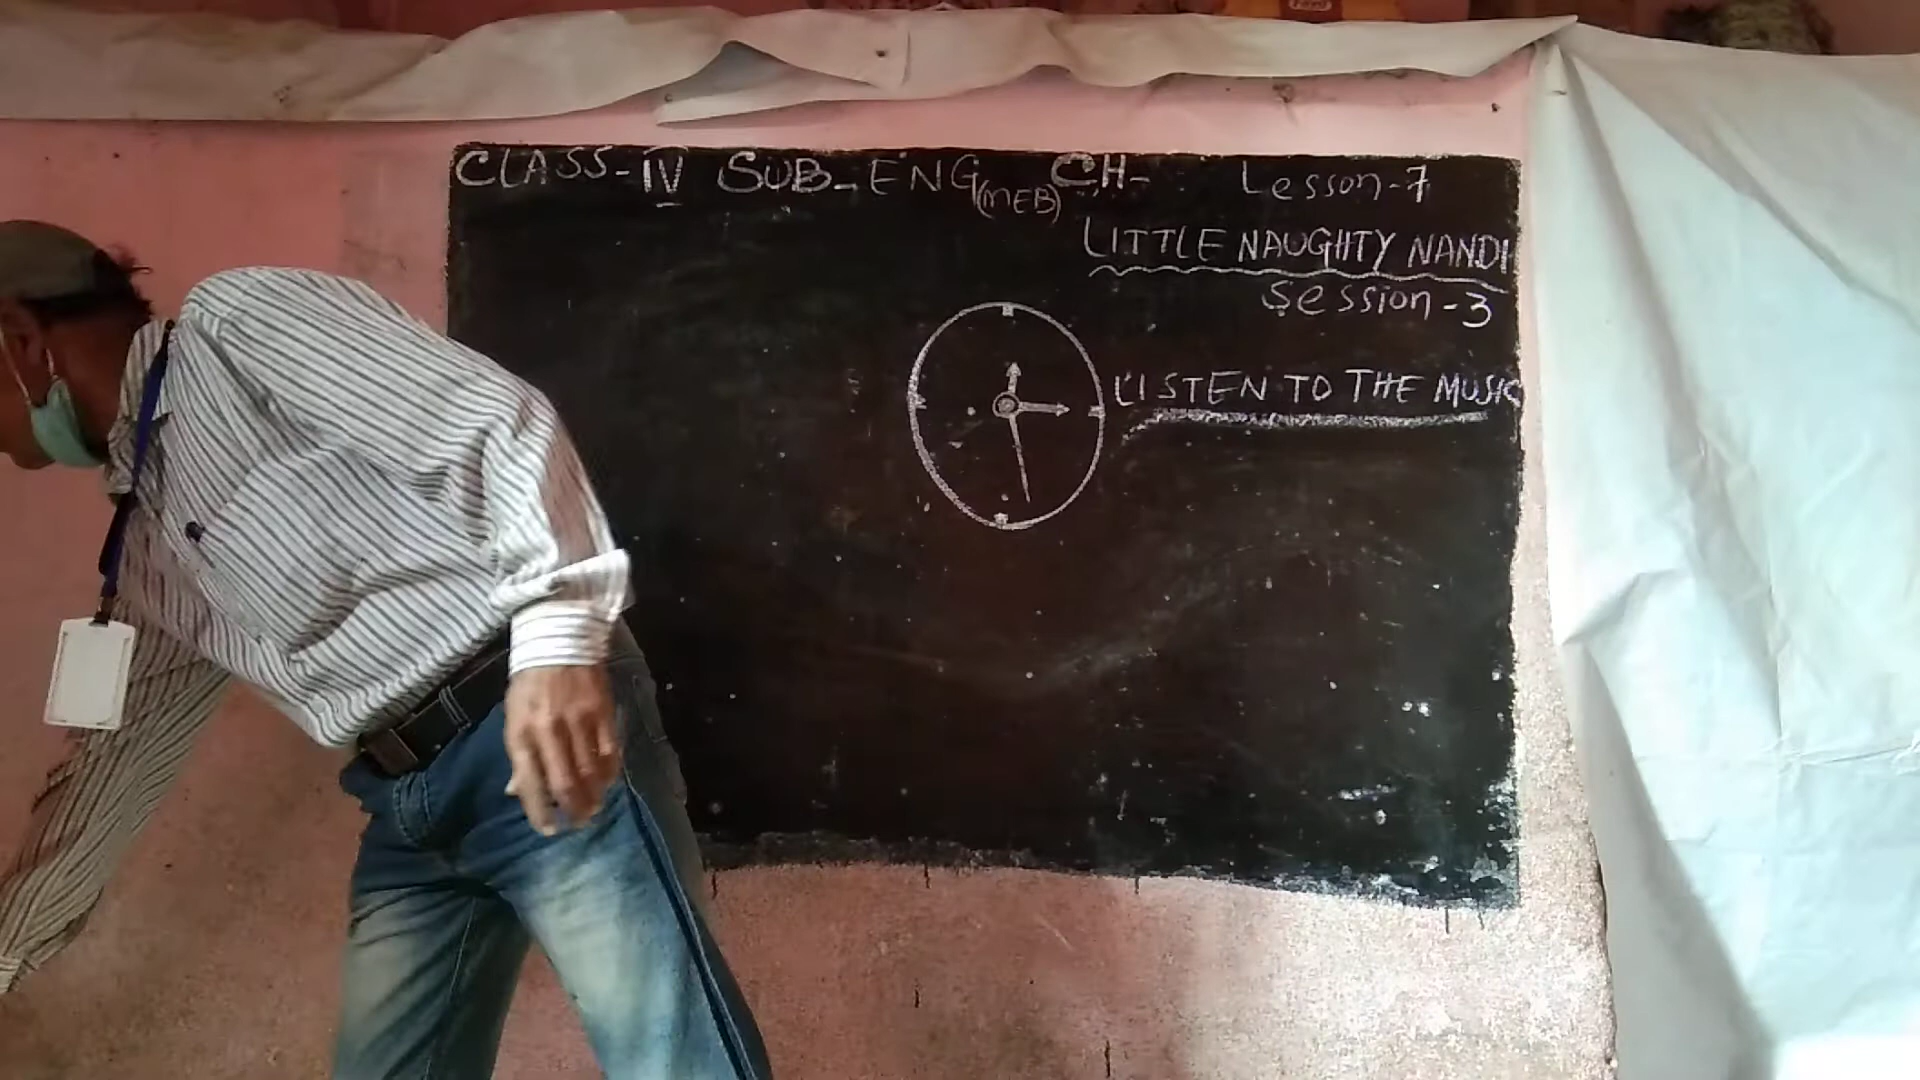 CLASS-IV SUB-ENG(MEB) CH- Lesson-7
LITTLE NAUGHTY NANDI
Session-3
LISTEN TO THE MUSIC